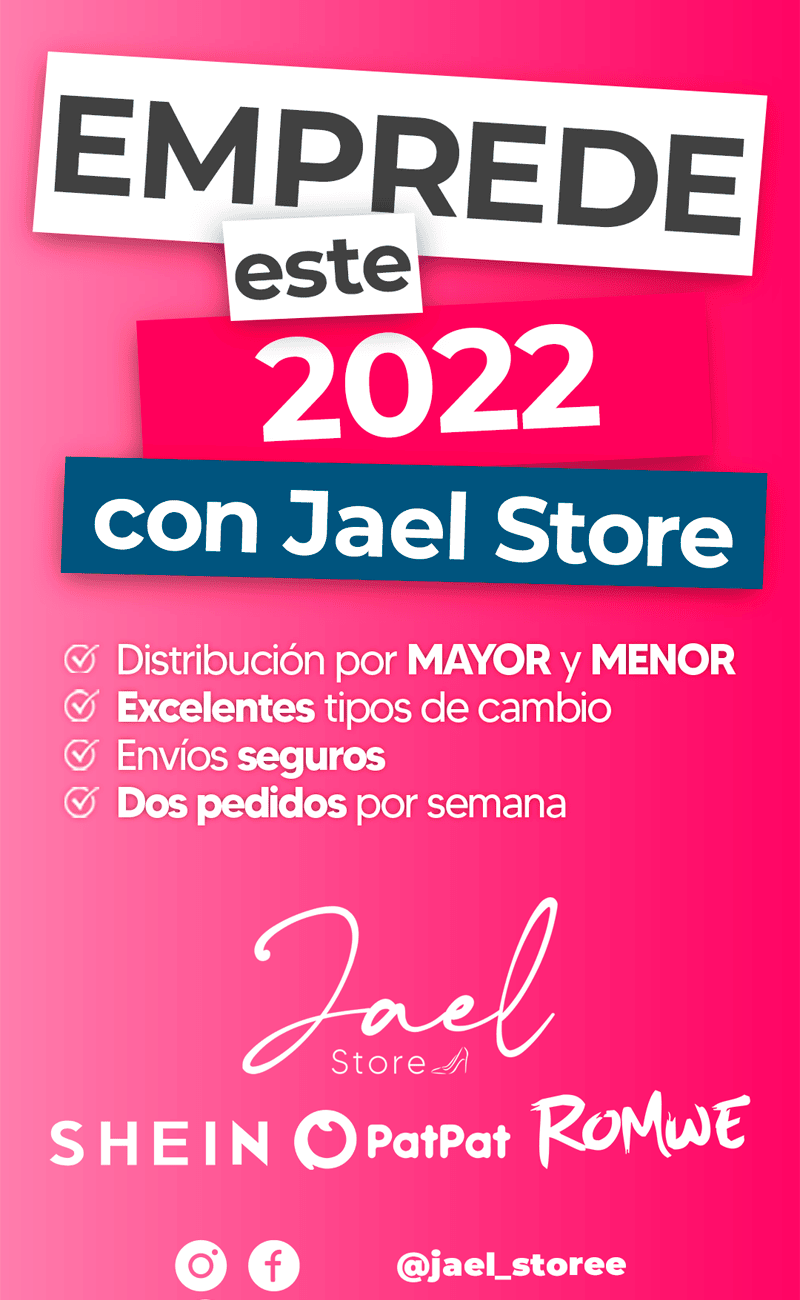 EMPREDE
este
2022
con Jael Store
Distribución por MAYOR y MENOR
Excelentes tipos de cambio
Envíos seguros
Dos pedidos por semana
Jael
Store
SHEIN PatPat ROMWE
@jael_storee